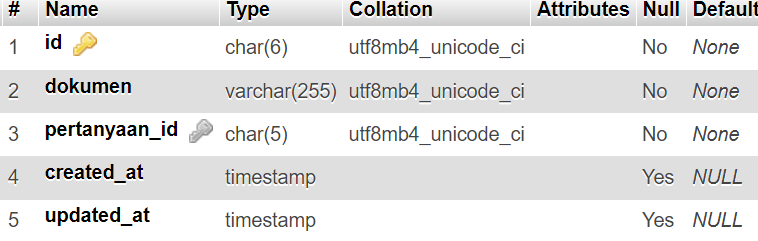 # Name Type Collation Attributes Null Default
1 id char(6) utf8mb4_unicode_ci No None
2 dokumen varchar(255) utf8mb4_unicode_ci No None
3 pertanyaan_id char(5) utf8mb4_unicode_ci No None
4 created_at timestamp Yes NULL
5 updated_at timestamp Yes NULL